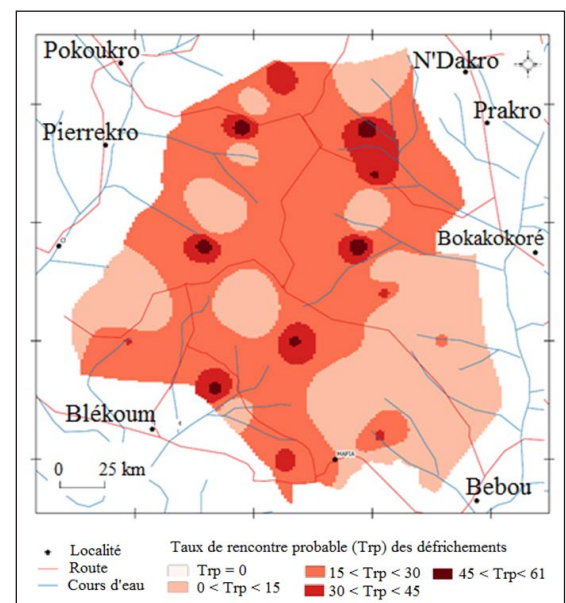 Pokoukro
N'Dakro
Prakro
Pierrekro
Bokakokoré
Blékoum
MAFIA
0 25 km
Bebou
Localité
Route
Cours d'eau
Taux de rencontre probable (Trp) des défrichements
Trp = 0
0 < Trp < 15
15 < Trp < 30
30 < Trp < 45
45 < Trp< 61